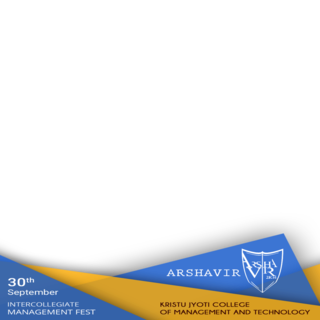 ARSHAVIR
30th
September
INTERCOLLEGIATE
MANAGEMENT FEST
KRISTU JYOTI COLLEGE
OF MANAGEMENT AND TECHNOLOGY